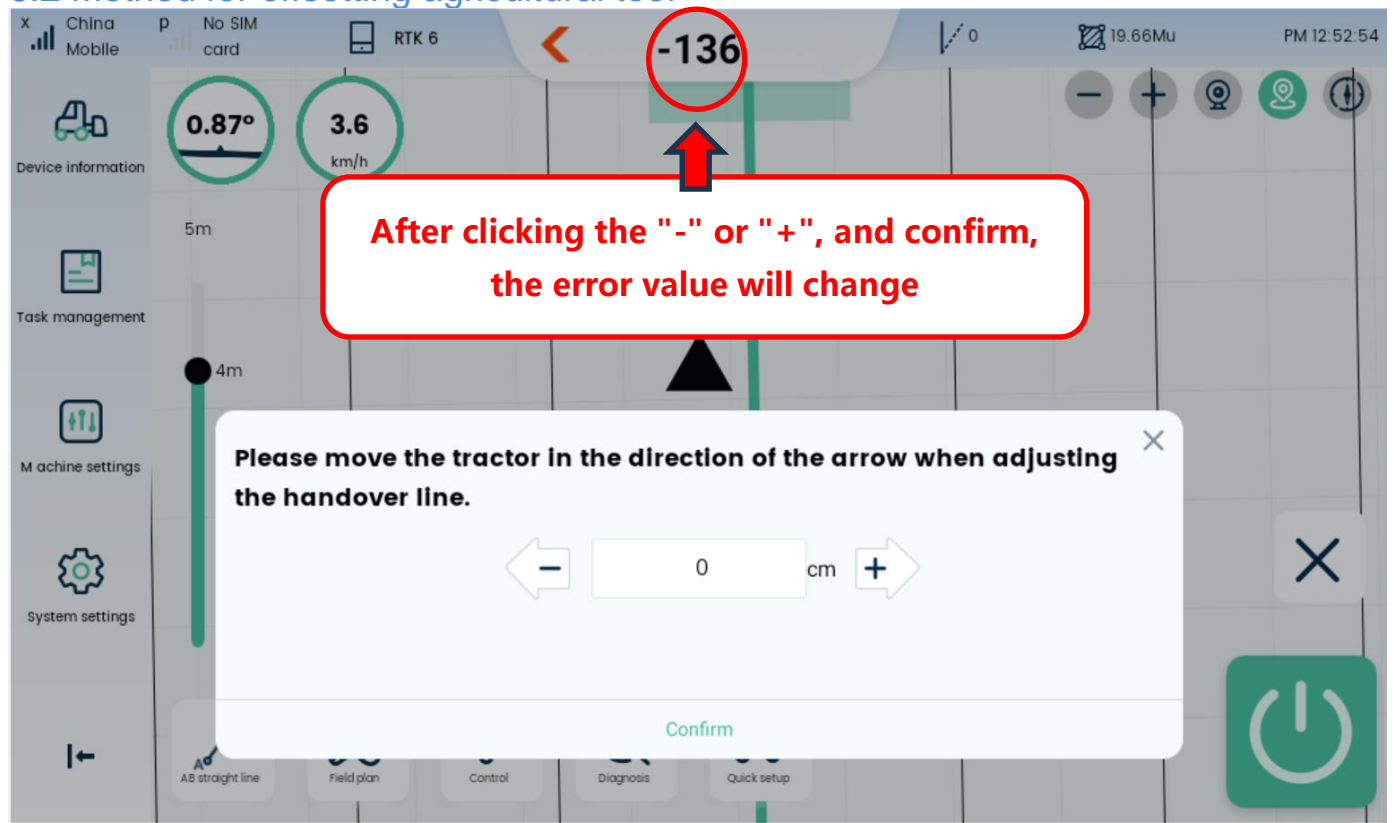 x China Mobile
p No SIM card
RTK 6
-136
0
19.66Mu
PM 12:52:54
0.87°
3.6
km/h
Device information
After clicking the "-" or "+", and confirm,
the error value will change
5m
Task management
4m
Please move the tractor in the direction of the arrow when adjusting
the handover line.
M achine settings
− 0 cm +
System settings
Confirm
AB straight line
Field plan
Control
Diagnosis
Quick setup